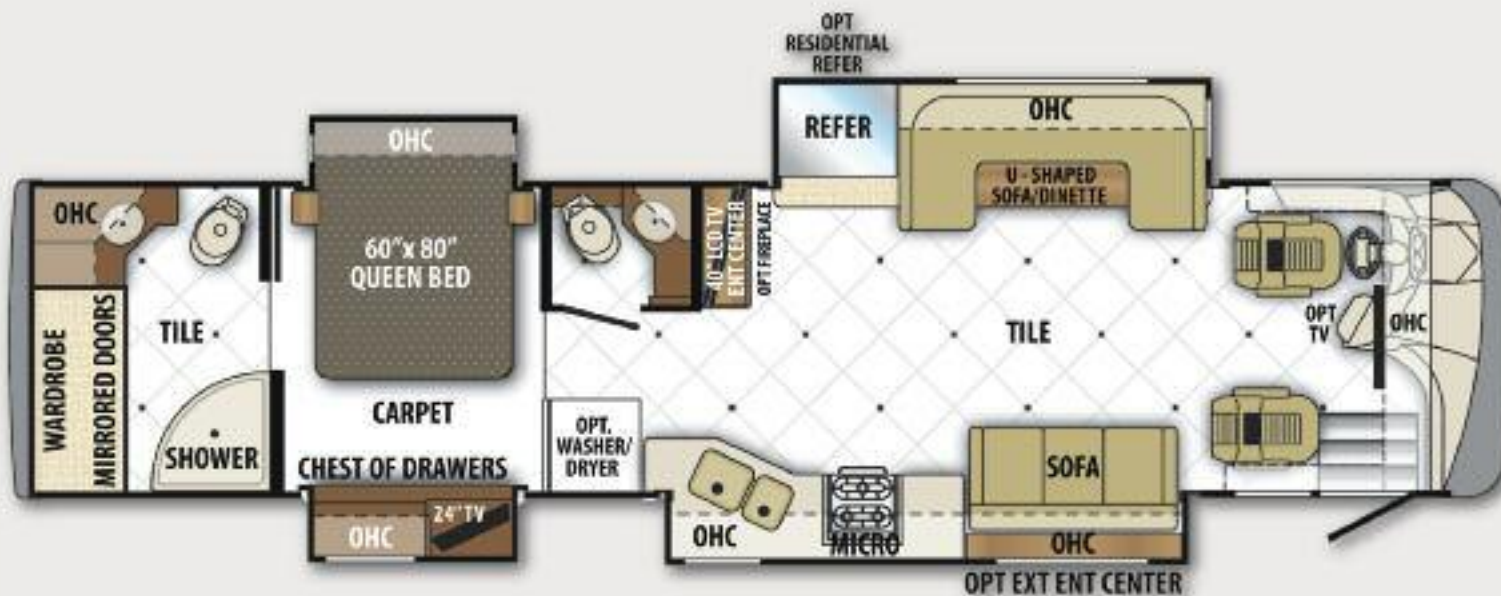 OPT
RESIDENTIAL
REFER
OHC
REFER
OHC
U - SHAPED
SOFA/DINETTE
OHC
60"x 80"
QUEEN BED
40" LCD TV
ENT CENTER
OPT FIREPLACE
WARDROBE
MIRRORED DOORS
TILE
TILE
OPT
TV
OHC
CARPET
OPT.
WASHER/
DRYER
SHOWER
CHEST OF DRAWERS
SOFA
24" TV
OHC
OHC
MICRO
OHC
OPT EXT ENT CENTER